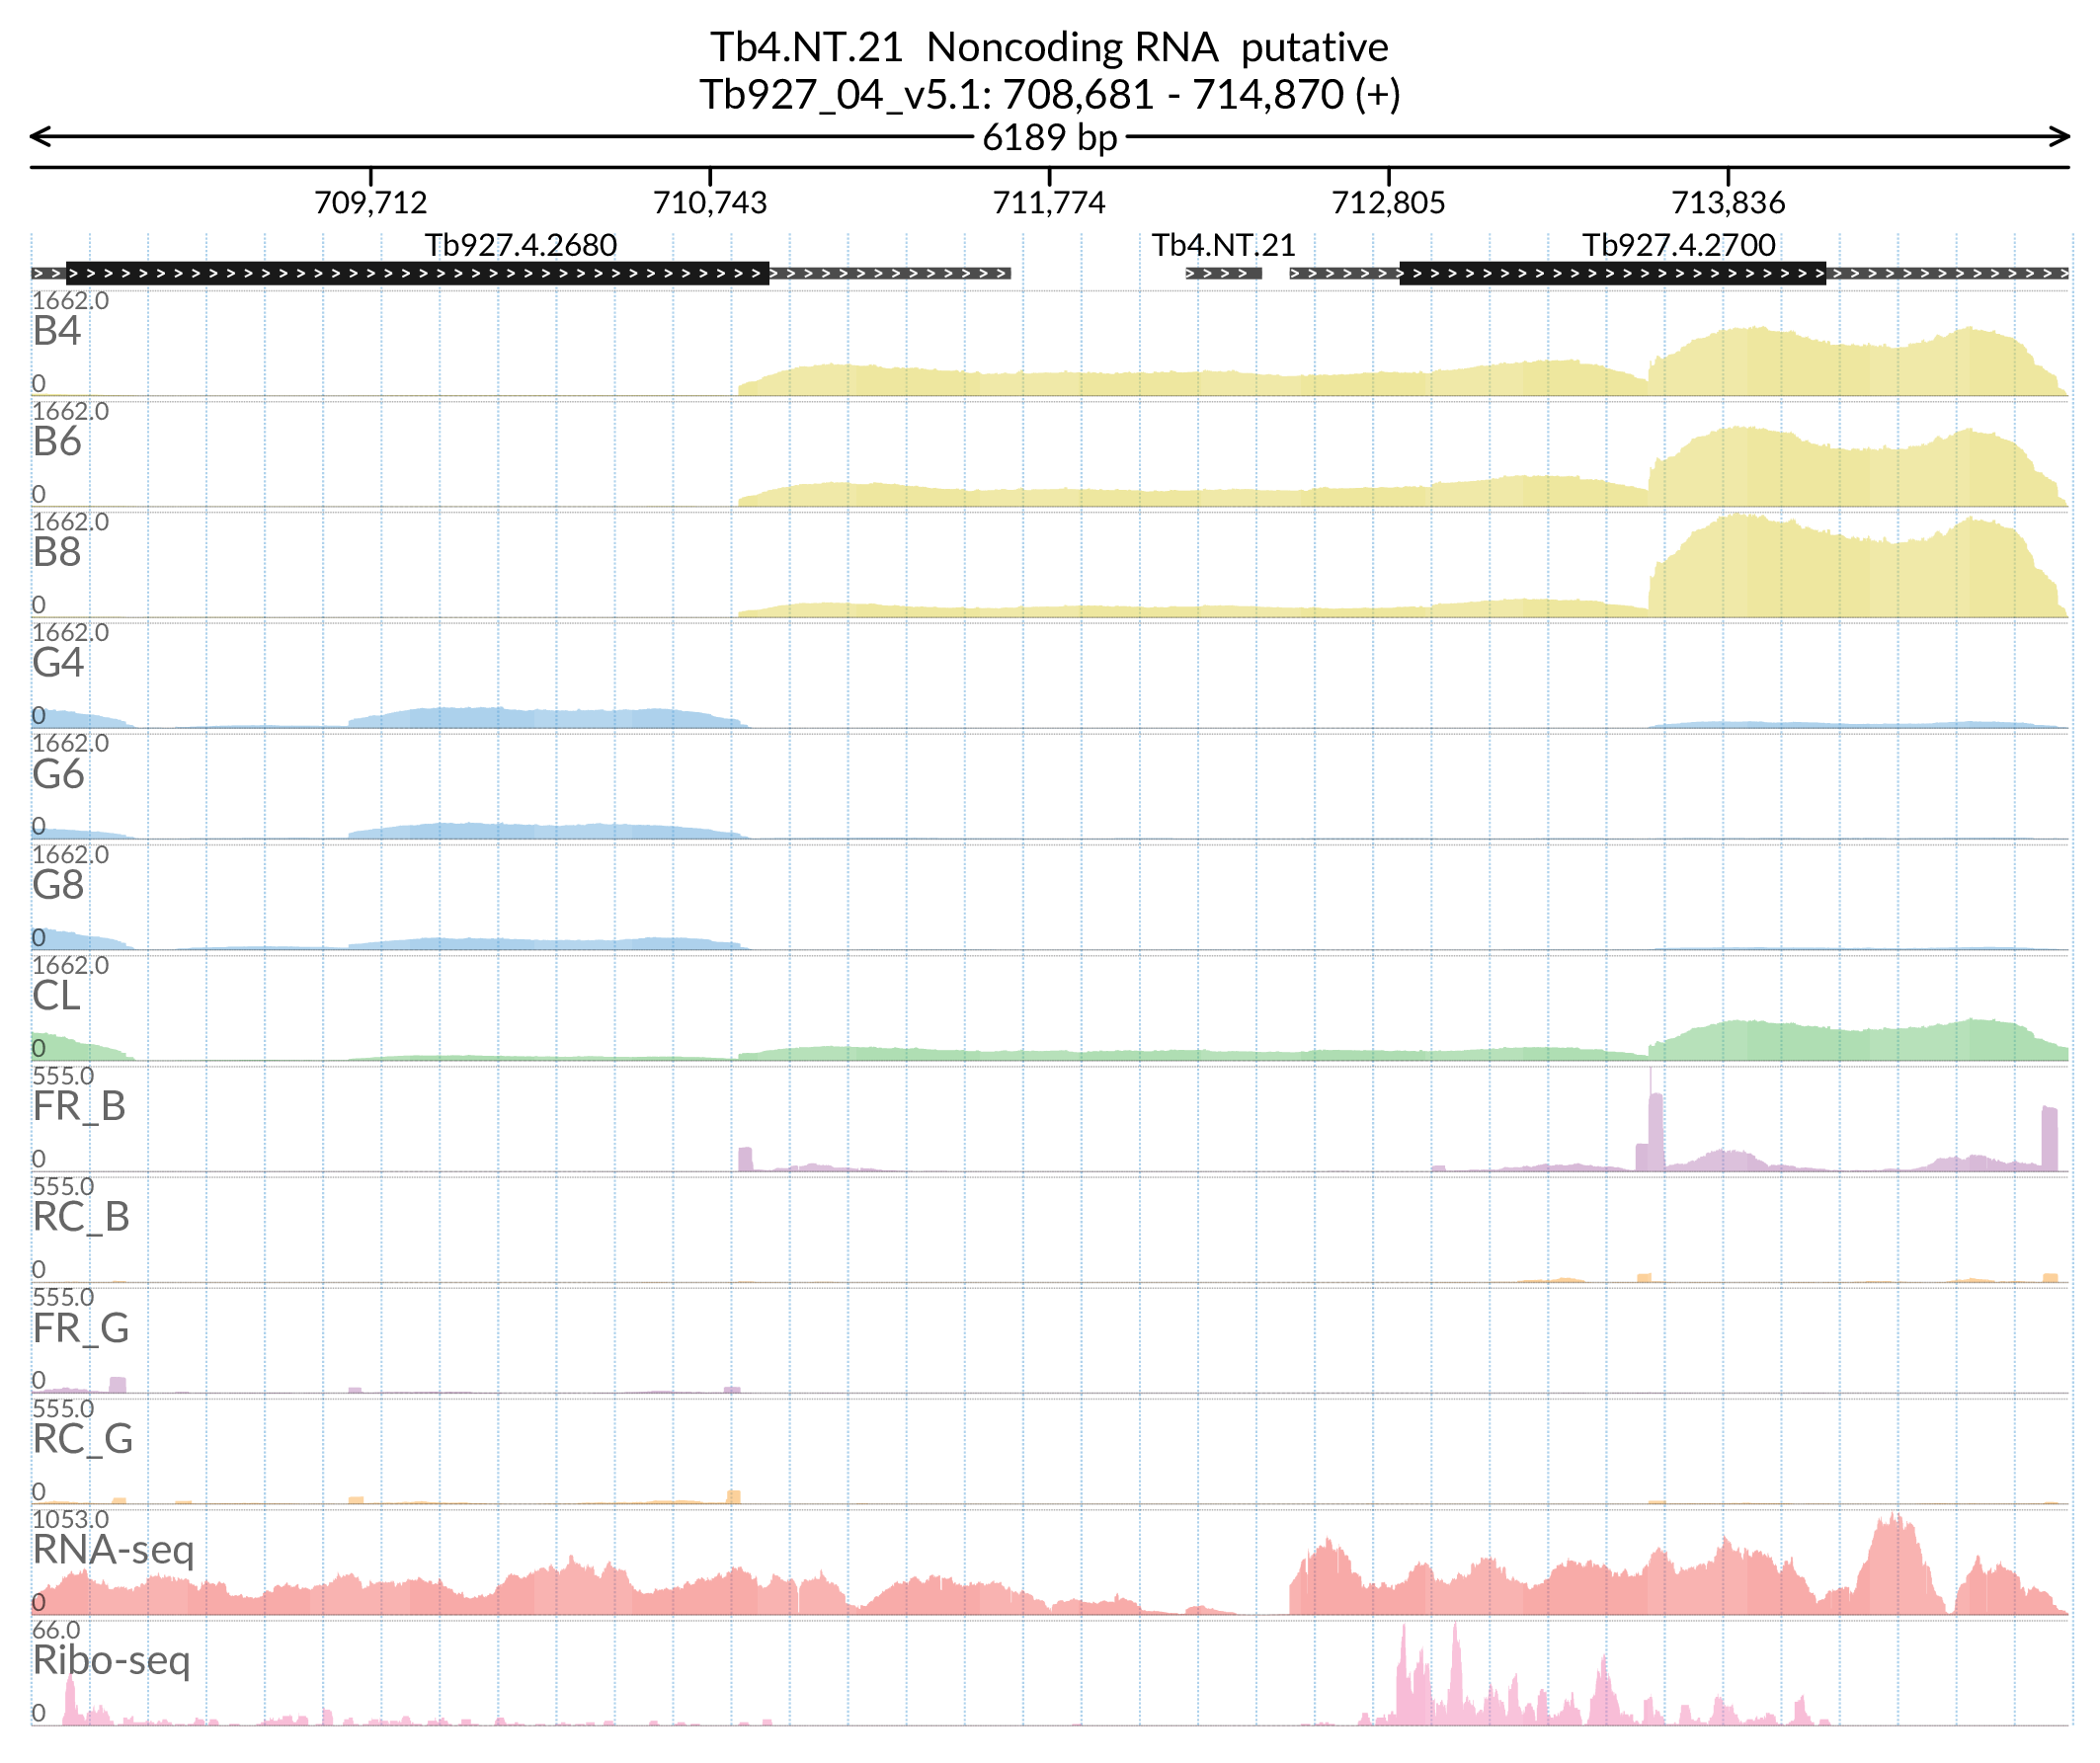 Tb4.NT.21 Noncoding RNA putative
Tb927_04_v5.1: 708,681 - 714,870 (+)
6189 bp
709,712 710,743 711,774 712,805 713,836
Tb927.4.2680 Tb4.NT.21 Tb927.4.2700
1662.0
B4
0
1662.0
B6
0
1662.0
B8
0
1662.0
G4
0
1662.0
G6
0
1662.0
G8
0
1662.0
CL
0
555.0
FR_B
0
555.0
RC_B
0
555.0
FR_G
0
555.0
RC_G
0
1053.0
RNA-seq
0
66.0
Ribo-seq
0